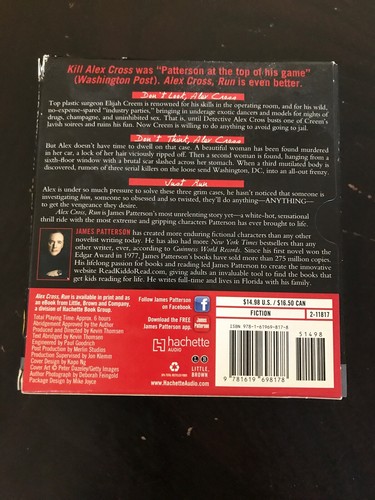 Kill Alex Cross was "Patterson at the top of his game"
(Washington Post). Alex Cross, Run is even better.
Don't Look, Alex Cross
Top plastic surgeon Elijah Creem is renowned for his skills in the operating room, and for his wild,
no-expense-spared "industry parties," bringing in underage exotic dancers and models for nights of
drugs, champagne, and uninhibited sex. That is, until Detective Alex Cross busts one of Creem's
lavish soirees and ruins his fun. Now Creem is willing to do anything to avoid going to jail.
Don't Think, Alex Cross
But Alex doesn't have time to dwell on that case. A beautiful woman has been found murdered
in her car, a lock of her hair viciously ripped off. Then a second woman is found, hanging from a
sixth-floor window with a brutal scar slashed across her stomach. When a third mutilated body is
discovered, rumors of three serial killers on the loose send Washington, DC, into an all-out frenzy.
Just Run
Alex is under so much pressure to solve these three grim cases, he hasn't noticed that someone is
investigating him, someone so obsessed and so twisted, they'll do anything—ANYTHING—
to get the vengeance they desire.
Alex Cross, Run is James Patterson's most unrelenting story yet—a white-hot, sensational
thrill ride with the most extreme and gripping characters Patterson has ever brought to life.
JAMES PATTERSON has created more enduring fictional characters than any other
novelist writing today. He has also had more New York Times bestsellers than any
other writer, ever, according to Guinness World Records. Since his first novel won the
Edgar Award in 1977, James Patterson's books have sold more than 275 million copies.
His lifelong passion for books and reading led James Patterson to create the innovative
website ReadKiddoRead.com, giving adults an invaluable tool to find the books that
get kids reading for life. He writes full-time and lives in Florida with his family.
Alex Cross, Run is available in print and as
an eBook from Little, Brown and Company,
a division of Hachette Book Group.
Total Playing Time: Approx. 6 hours
Abridgement Approved by the Author
Produced and Directed by Kevin Thomsen
and Abridged by Kevin Thomsen
Engineered by Paul Goodrich
Post Production by Merlin Studios
Production Supervision by Jon Klemm
Cover Design by Kapo Ng
Cover Art © Peter Dazeley/Getty Images
Author Photograph by Deborah Feingold
Package Design by Mike Joyce
Follow James Patterson
on Facebook.
f
Download the FREE
James Patterson app.
James
Patterson
hachette
AUDIO
LB
LITTLE,
BROWN
www.HachetteAudio.com
$14.98 U.S. / $16.50 CAN
FICTION
2-11817
ISBN 978-1-61969-817-8
51498
9 781619 698178